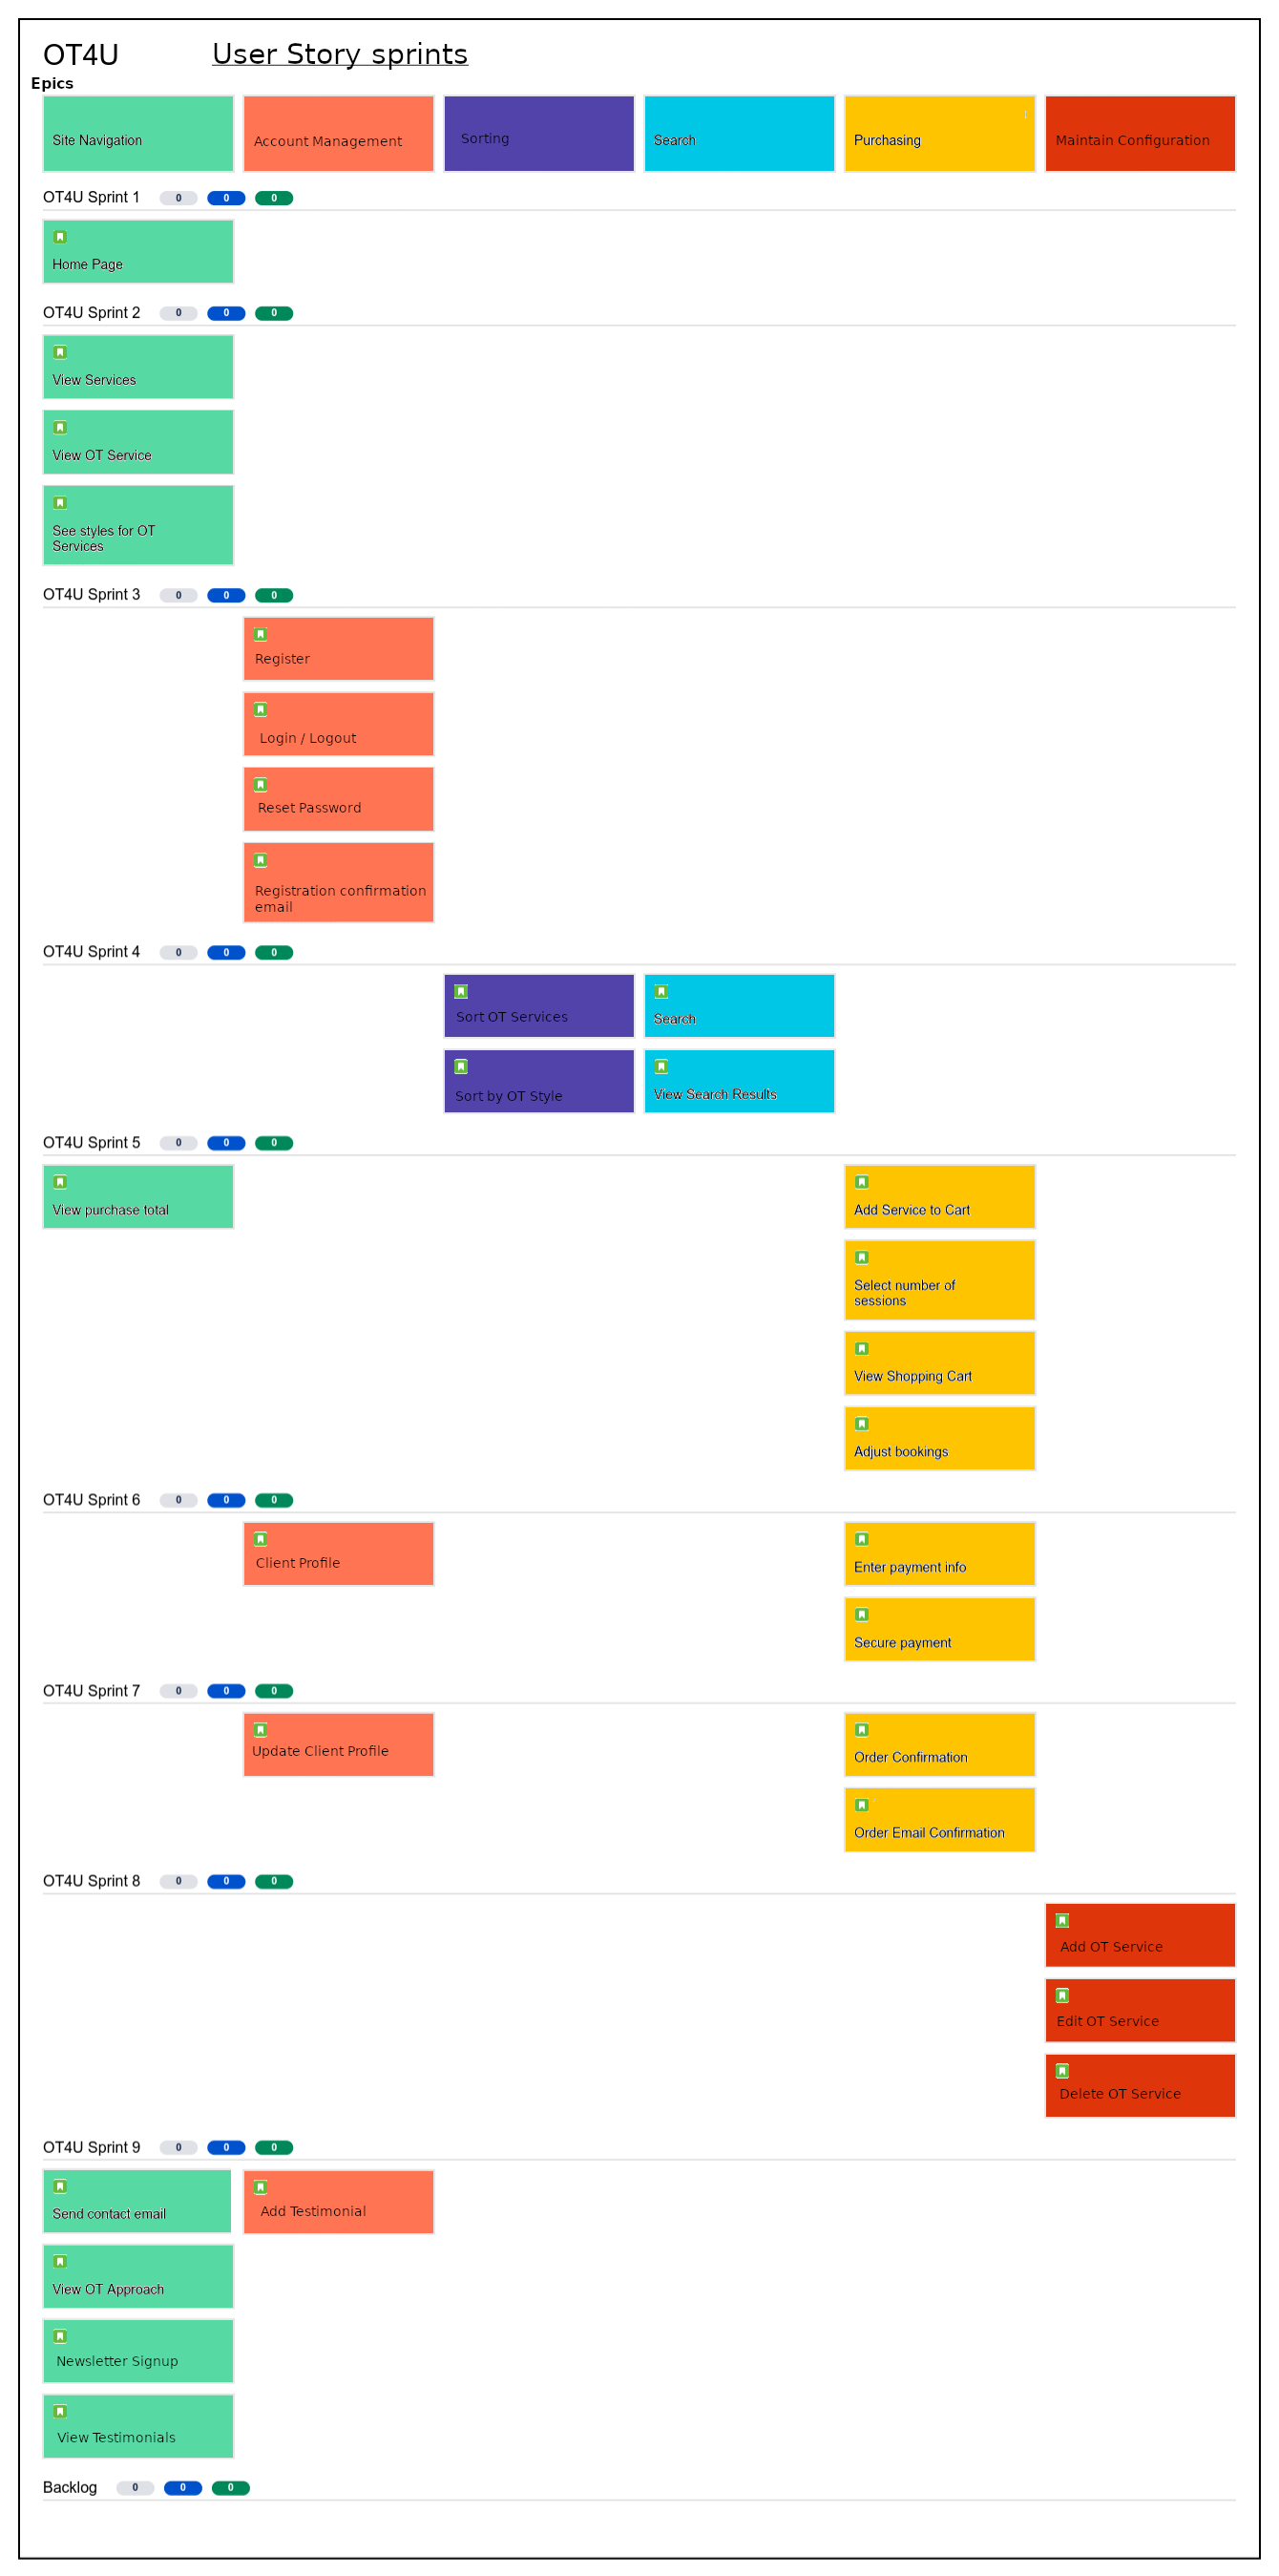 OT4U User Story sprints
Epics
Site Navigation Account Management Sorting Search Purchasing Maintain Configuration
OT4U Sprint 1 0 0 0
Home Page
OT4U Sprint 2 0 0 0
View Services
View OT Service
See styles for OT
Services
OT4U Sprint 3 0 0 0
Register
Login / Logout
Reset Password
Registration confirmation
email
OT4U Sprint 4 0 0 0
Sort OT Services Search
Sort by OT Style View Search Results
OT4U Sprint 5 0 0 0
View purchase total Add Service to Cart
Select number of
sessions
View Shopping Cart
Adjust bookings
OT4U Sprint 6 0 0 0
Client Profile Enter payment info
Secure payment
OT4U Sprint 7 0 0 0
Update Client Profile Order Confirmation
Order Email Confirmation
OT4U Sprint 8 0 0 0
Add OT Service
Edit OT Service
Delete OT Service
OT4U Sprint 9 0 0 0
Send contact email Add Testimonial
View OT Approach
Newsletter Signup
View Testimonials
Backlog 0 0 0